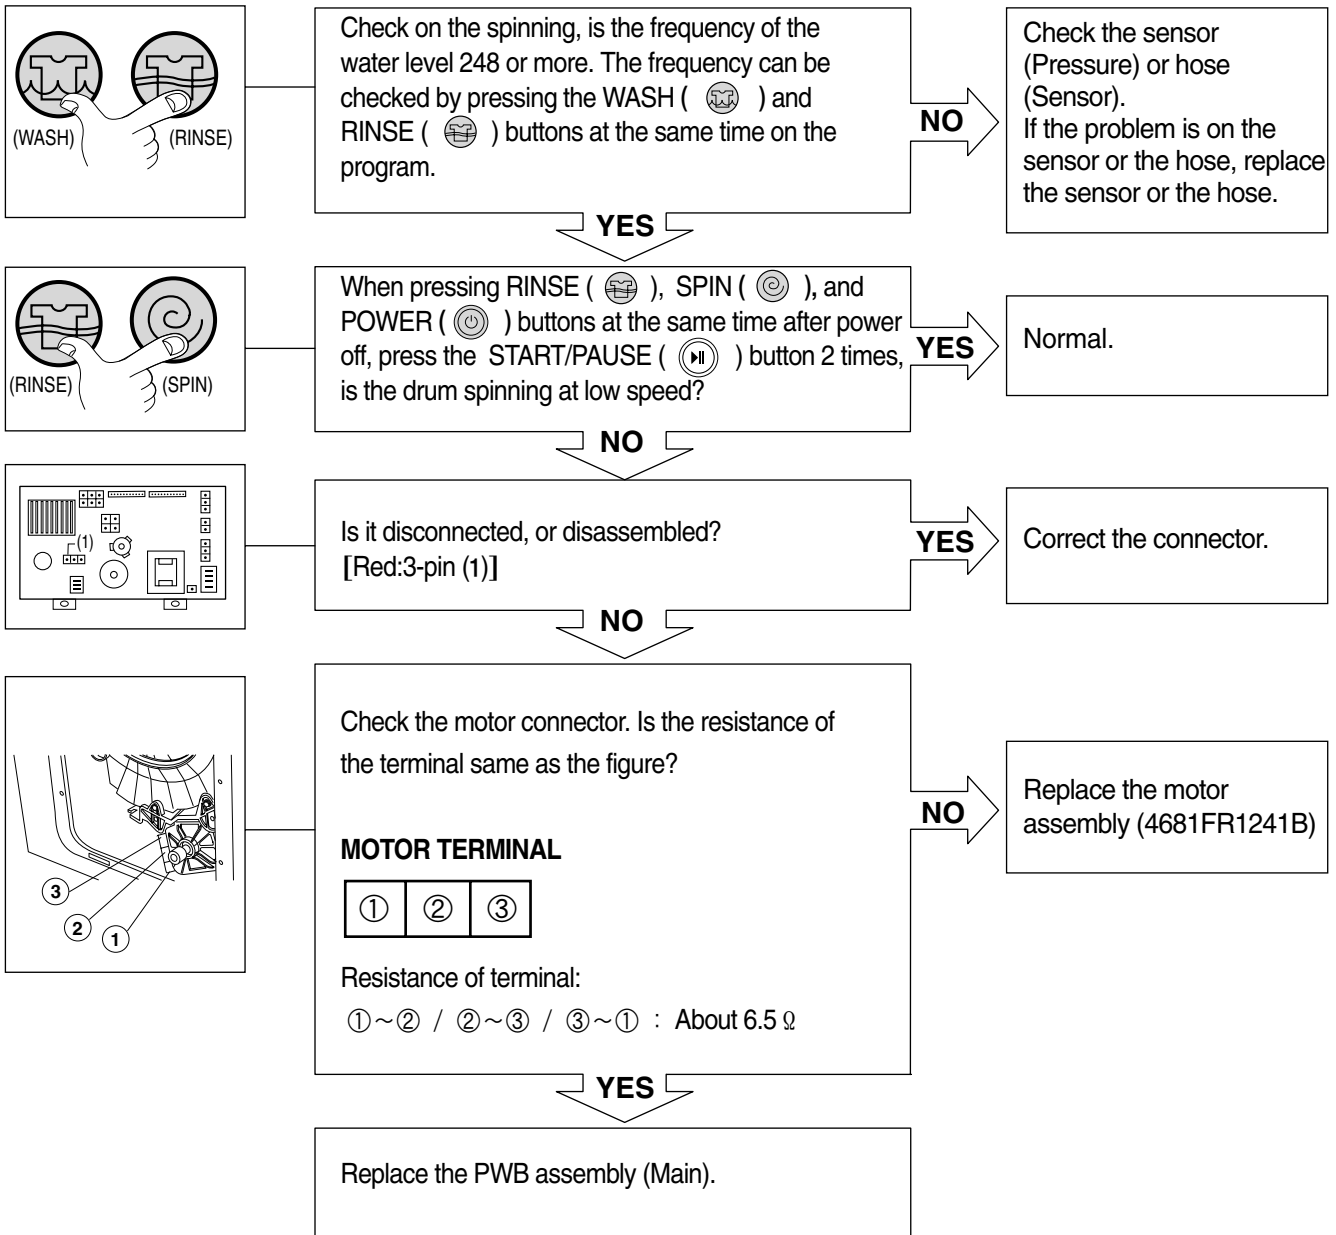 (WASH)
(RINSE)
Check on the spinning, is the frequency of the
water level 248 or more. The frequency can be
checked by pressing the WASH ( ) and
RINSE ( ) buttons at the same time on the
program.
NO
Check the sensor
(Pressure) or hose
(Sensor).
If the problem is on the
sensor or the hose, replace
the sensor or the hose.
YES
(RINSE)
(SPIN)
When pressing RINSE ( ), SPIN ( ), and
POWER ( ) buttons at the same time after power
off, press the START/PAUSE ( ) button 2 times,
is the drum spinning at low speed?
YES
Normal.
NO
(1)
Is it disconnected, or disassembled?
[Red:3-pin (1)]
YES
Correct the connector.
NO
3
2
1
Check the motor connector. Is the resistance of
the terminal same as the figure?
MOTOR TERMINAL
① ② ③
Resistance of terminal:
①~② / ②~③ / ③~① : About 6.5 Ω
NO
Replace the motor
assembly (4681FR1241B)
YES
Replace the PWB assembly (Main).